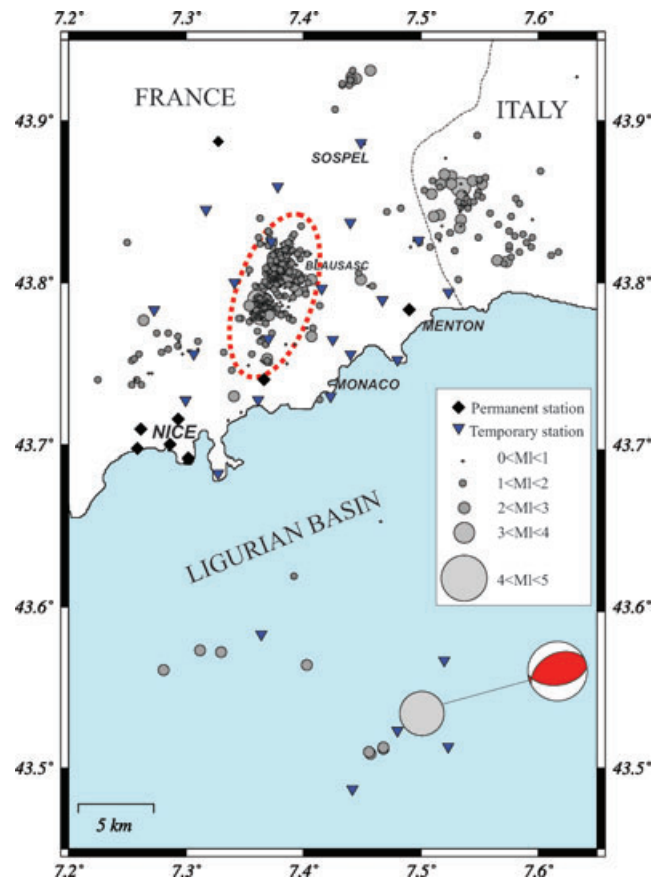 7.2 7.3 7.4 7.5 7.6
43.9 43.9
FRANCE ITALY
SOSPEL
43.8 43.8
BLAUSASC
MENTON
MONACO
43.7 43.7
NICE
Permanent station
Temporary station
0<Ml<1
1<Ml<2
2<Ml<3
3<Ml<4
4<Ml<5
LIGURIAN BASIN
43.6 43.6
43.5 43.5
5 km
7.2 7.3 7.4 7.5 7.6